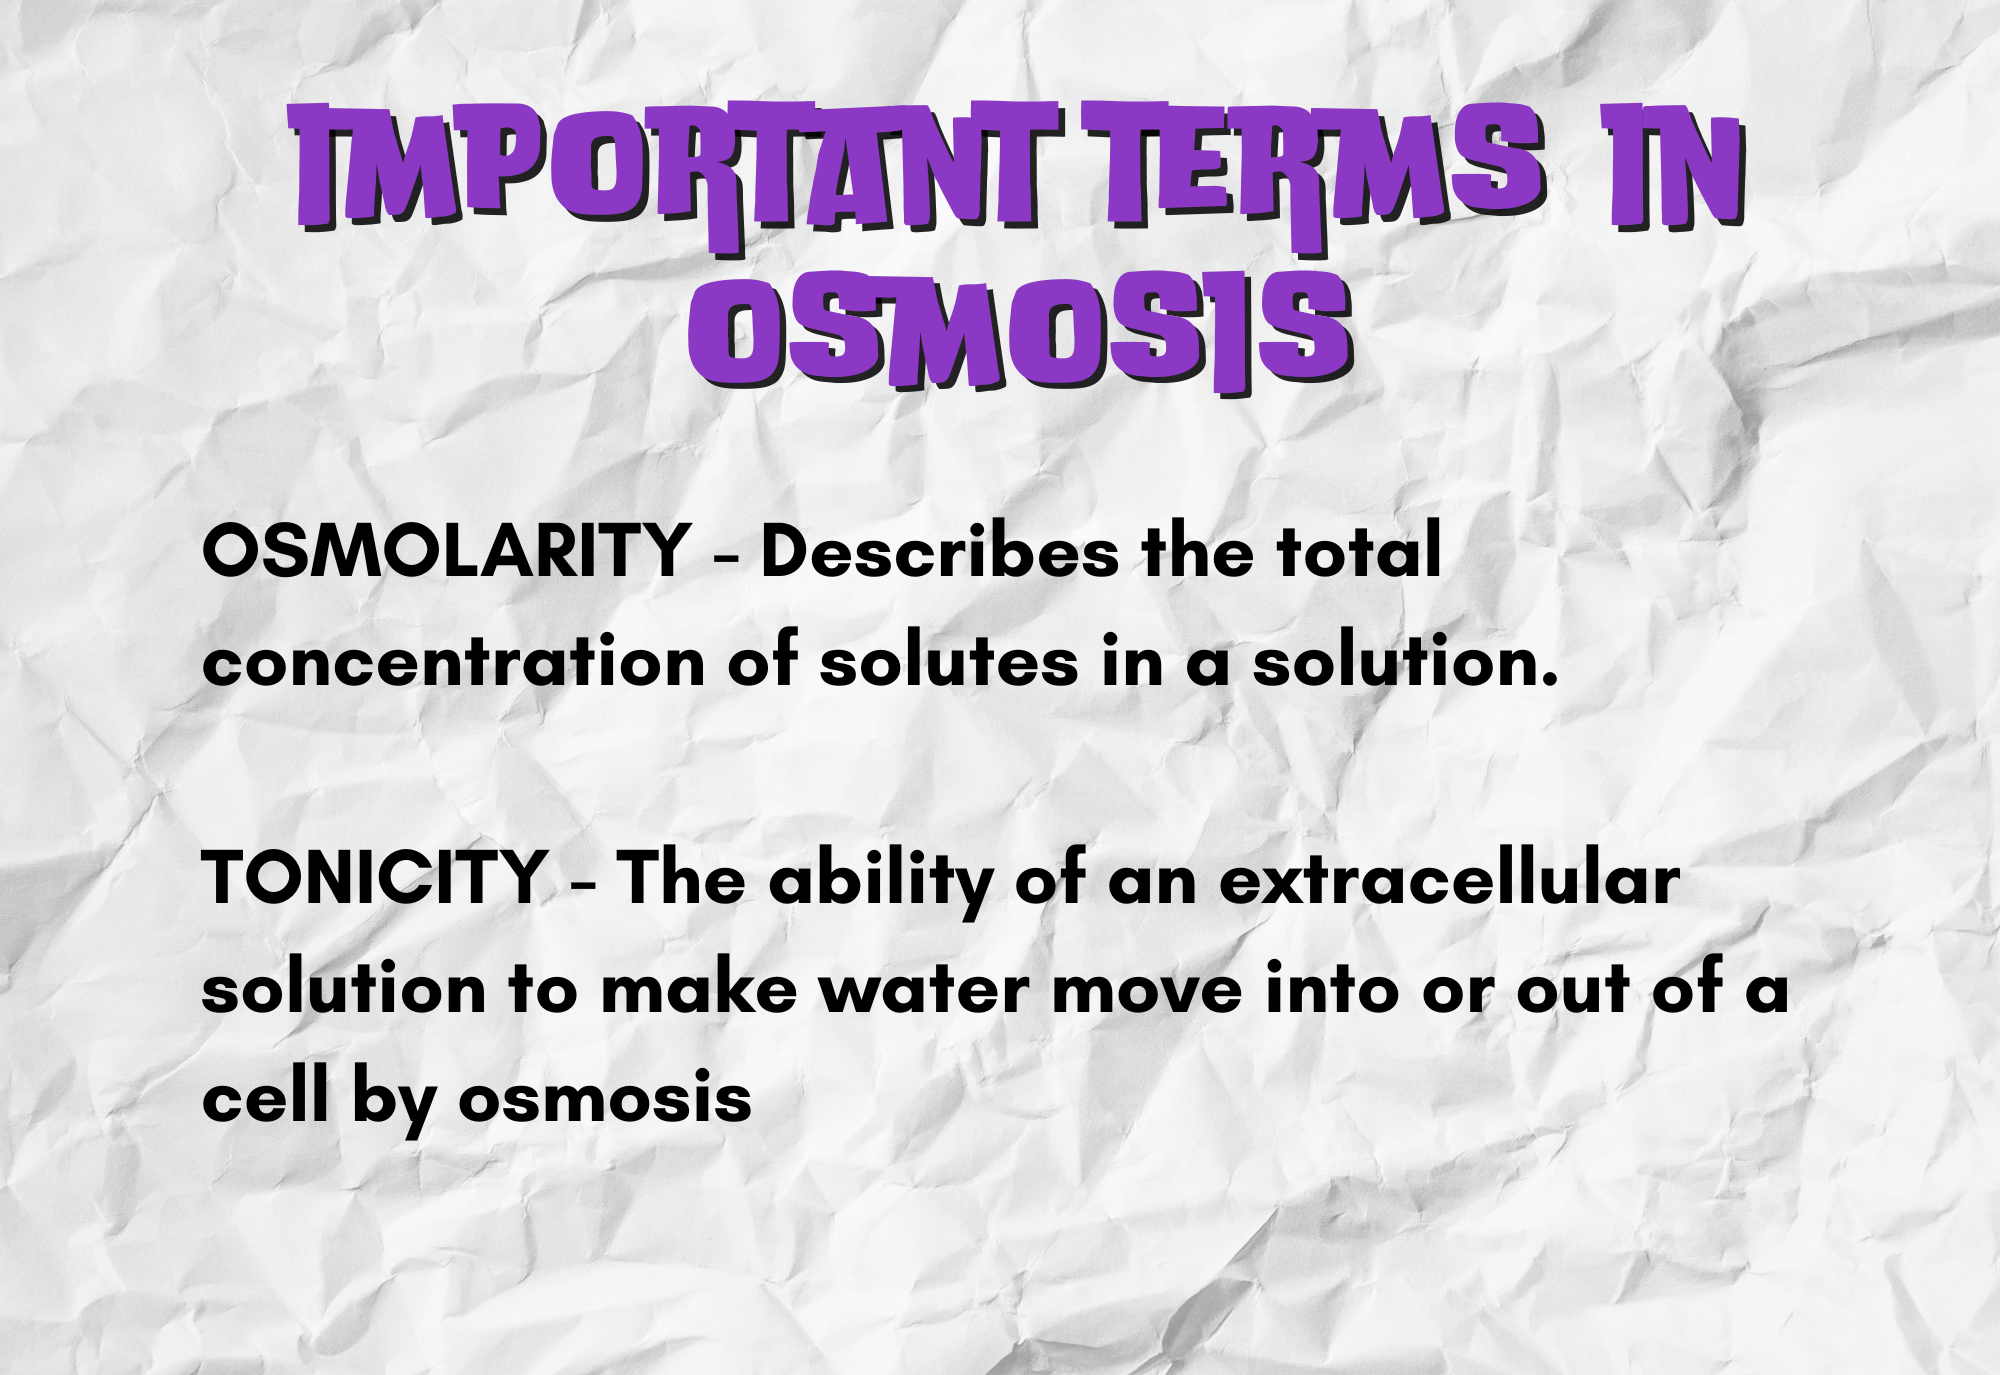 IMPORTANT TERMS IN
OSMOSIS
OSMOLARITY - Describes the total
concentration of solutes in a solution.
TONICITY - The ability of an extracellular
solution to make water move into or out of a
cell by osmosis